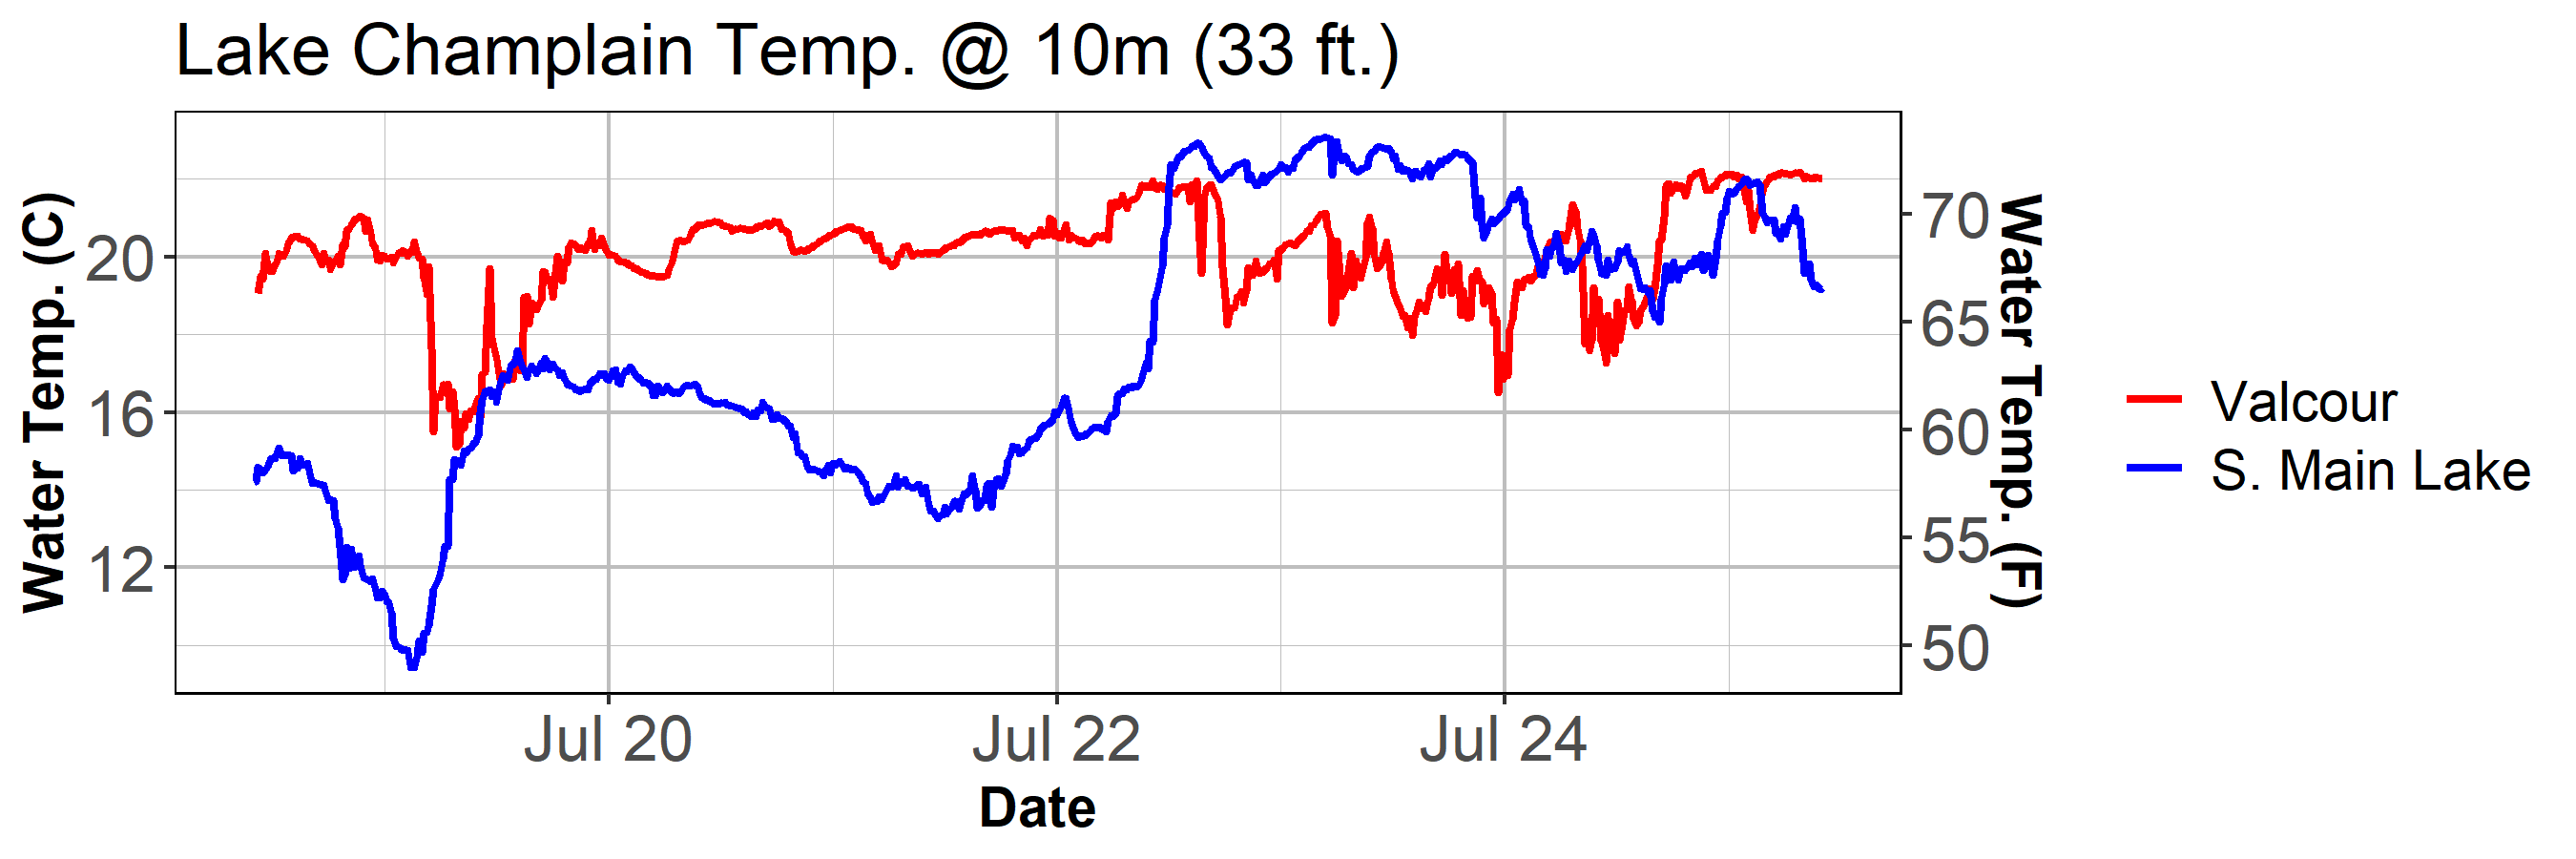 Lake Champlain Temp. @ 10m (33 ft.)
Water Temp. (C)
20
16
12
70
65
60
55
50
Water Temp. (F)
Jul 20
Jul 22
Jul 24
Date
Valcour
S. Main Lake